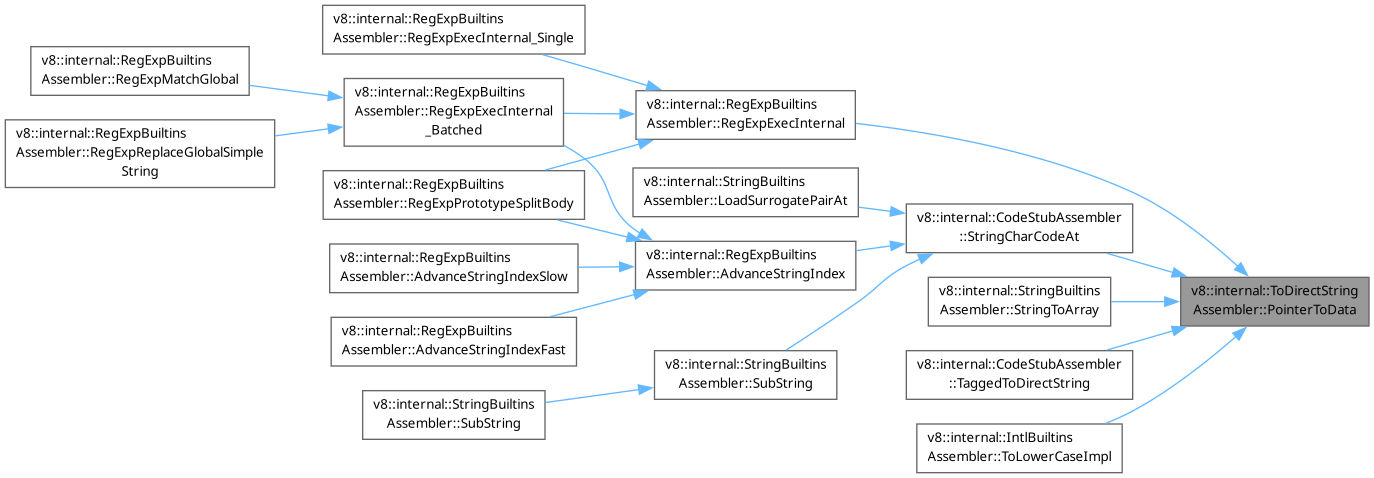 v8::internal::RegExpBuiltins
Assembler::RegExpExecInternal_Single
v8::internal::RegExpBuiltins
Assembler::RegExpMatchGlobal
v8::internal::RegExpBuiltins
Assembler::RegExpExecInternal
_Batched
v8::internal::RegExpBuiltins
Assembler::RegExpExecInternal
v8::internal::RegExpBuiltins
Assembler::RegExpReplaceGlobalSimple
String
v8::internal::RegExpBuiltins
Assembler::RegExpPrototypeSplitBody
v8::internal::StringBuiltins
Assembler::LoadSurrogatePairAt
v8::internal::CodeStubAssembler
::StringCharCodeAt
v8::internal::RegExpBuiltins
Assembler::AdvanceStringIndexSlow
v8::internal::RegExpBuiltins
Assembler::AdvanceStringIndex
v8::internal::StringBuiltins
Assembler::StringToArray
v8::internal::ToDirectString
Assembler::PointerToData
v8::internal::RegExpBuiltins
Assembler::AdvanceStringIndexFast
v8::internal::StringBuiltins
Assembler::SubString
v8::internal::CodeStubAssembler
::TaggedToDirectString
v8::internal::StringBuiltins
Assembler::SubString
v8::internal::IntlBuiltins
Assembler::ToLowerCaseImpl